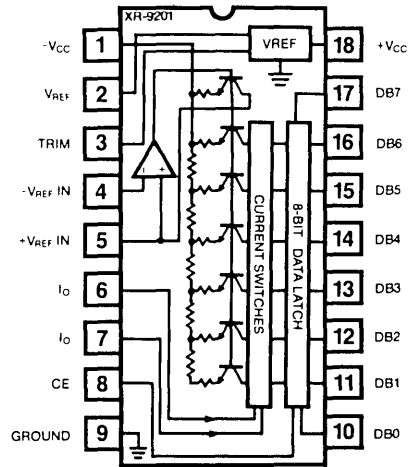 XR-9201
-VCC 1
VREF 2
TRIM 3
-VREF IN 4
+VREF IN 5
IO 6
IO 7
CE 8
GROUND 9
VREF
- +
CURRENT SWITCHES
8-BIT DATA LATCH
18 +VCC
17 DB7
16 DB6
15 DB5
14 DB4
13 DB3
12 DB2
11 DB1
10 DB0